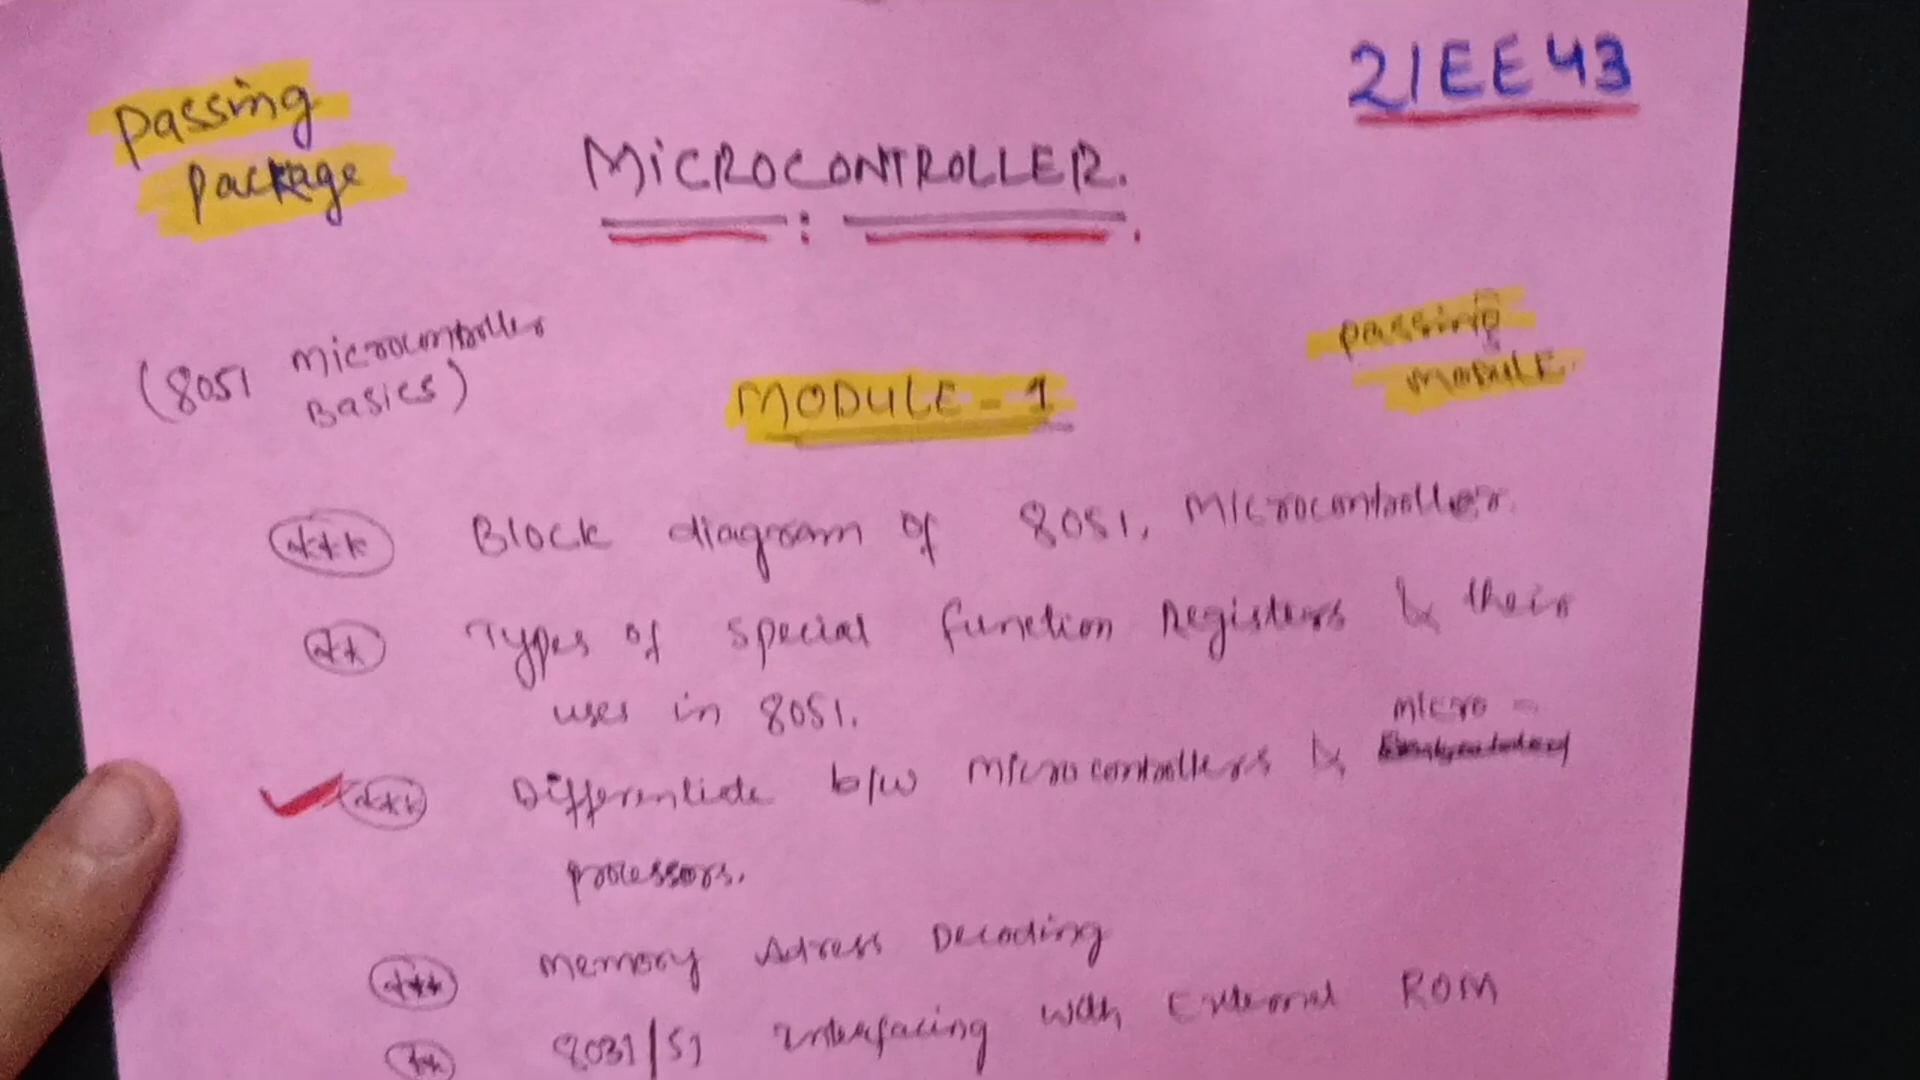 21EE43
passing
package
MiCROCONTROLLER.
(8051 microcontroller
Basics)
passing
MODULE.
MODULE - 1
*** Block diagram of 8051, Microcontroller
** Types of special function Registers & their
uses in 8051.
*** Differentiate b/w Microcontrollers & micro-
processors.
*** memory Adress Decoding
** 8031/51 Interfacing with External ROM